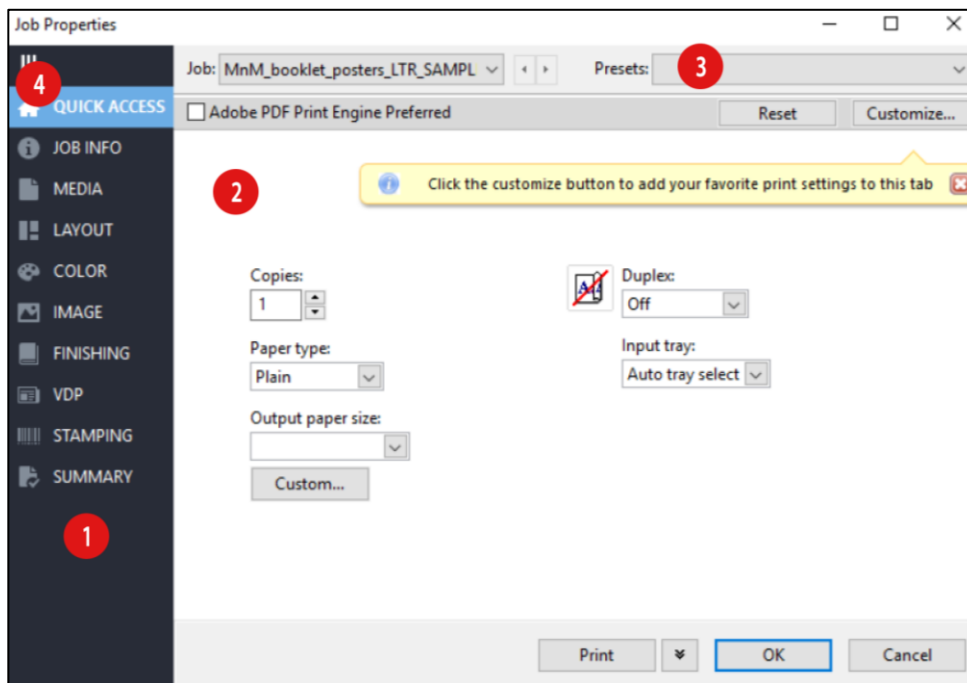 Job Properties
Job: MnM_booklet_posters_LTR_SAMPL Presets: 3
4
QUICK ACCESS
Adobe PDF Print Engine Preferred Reset Customize...
JOB INFO
MEDIA
2 Click the customize button to add your favorite print settings to this tab
LAYOUT
COLOR
Copies: Duplex:
1 Off
IMAGE
FINISHING
Paper type: Input tray:
Plain Auto tray select
VDP
STAMPING
Output paper size:
SUMMARY
Custom...
1
Print OK Cancel